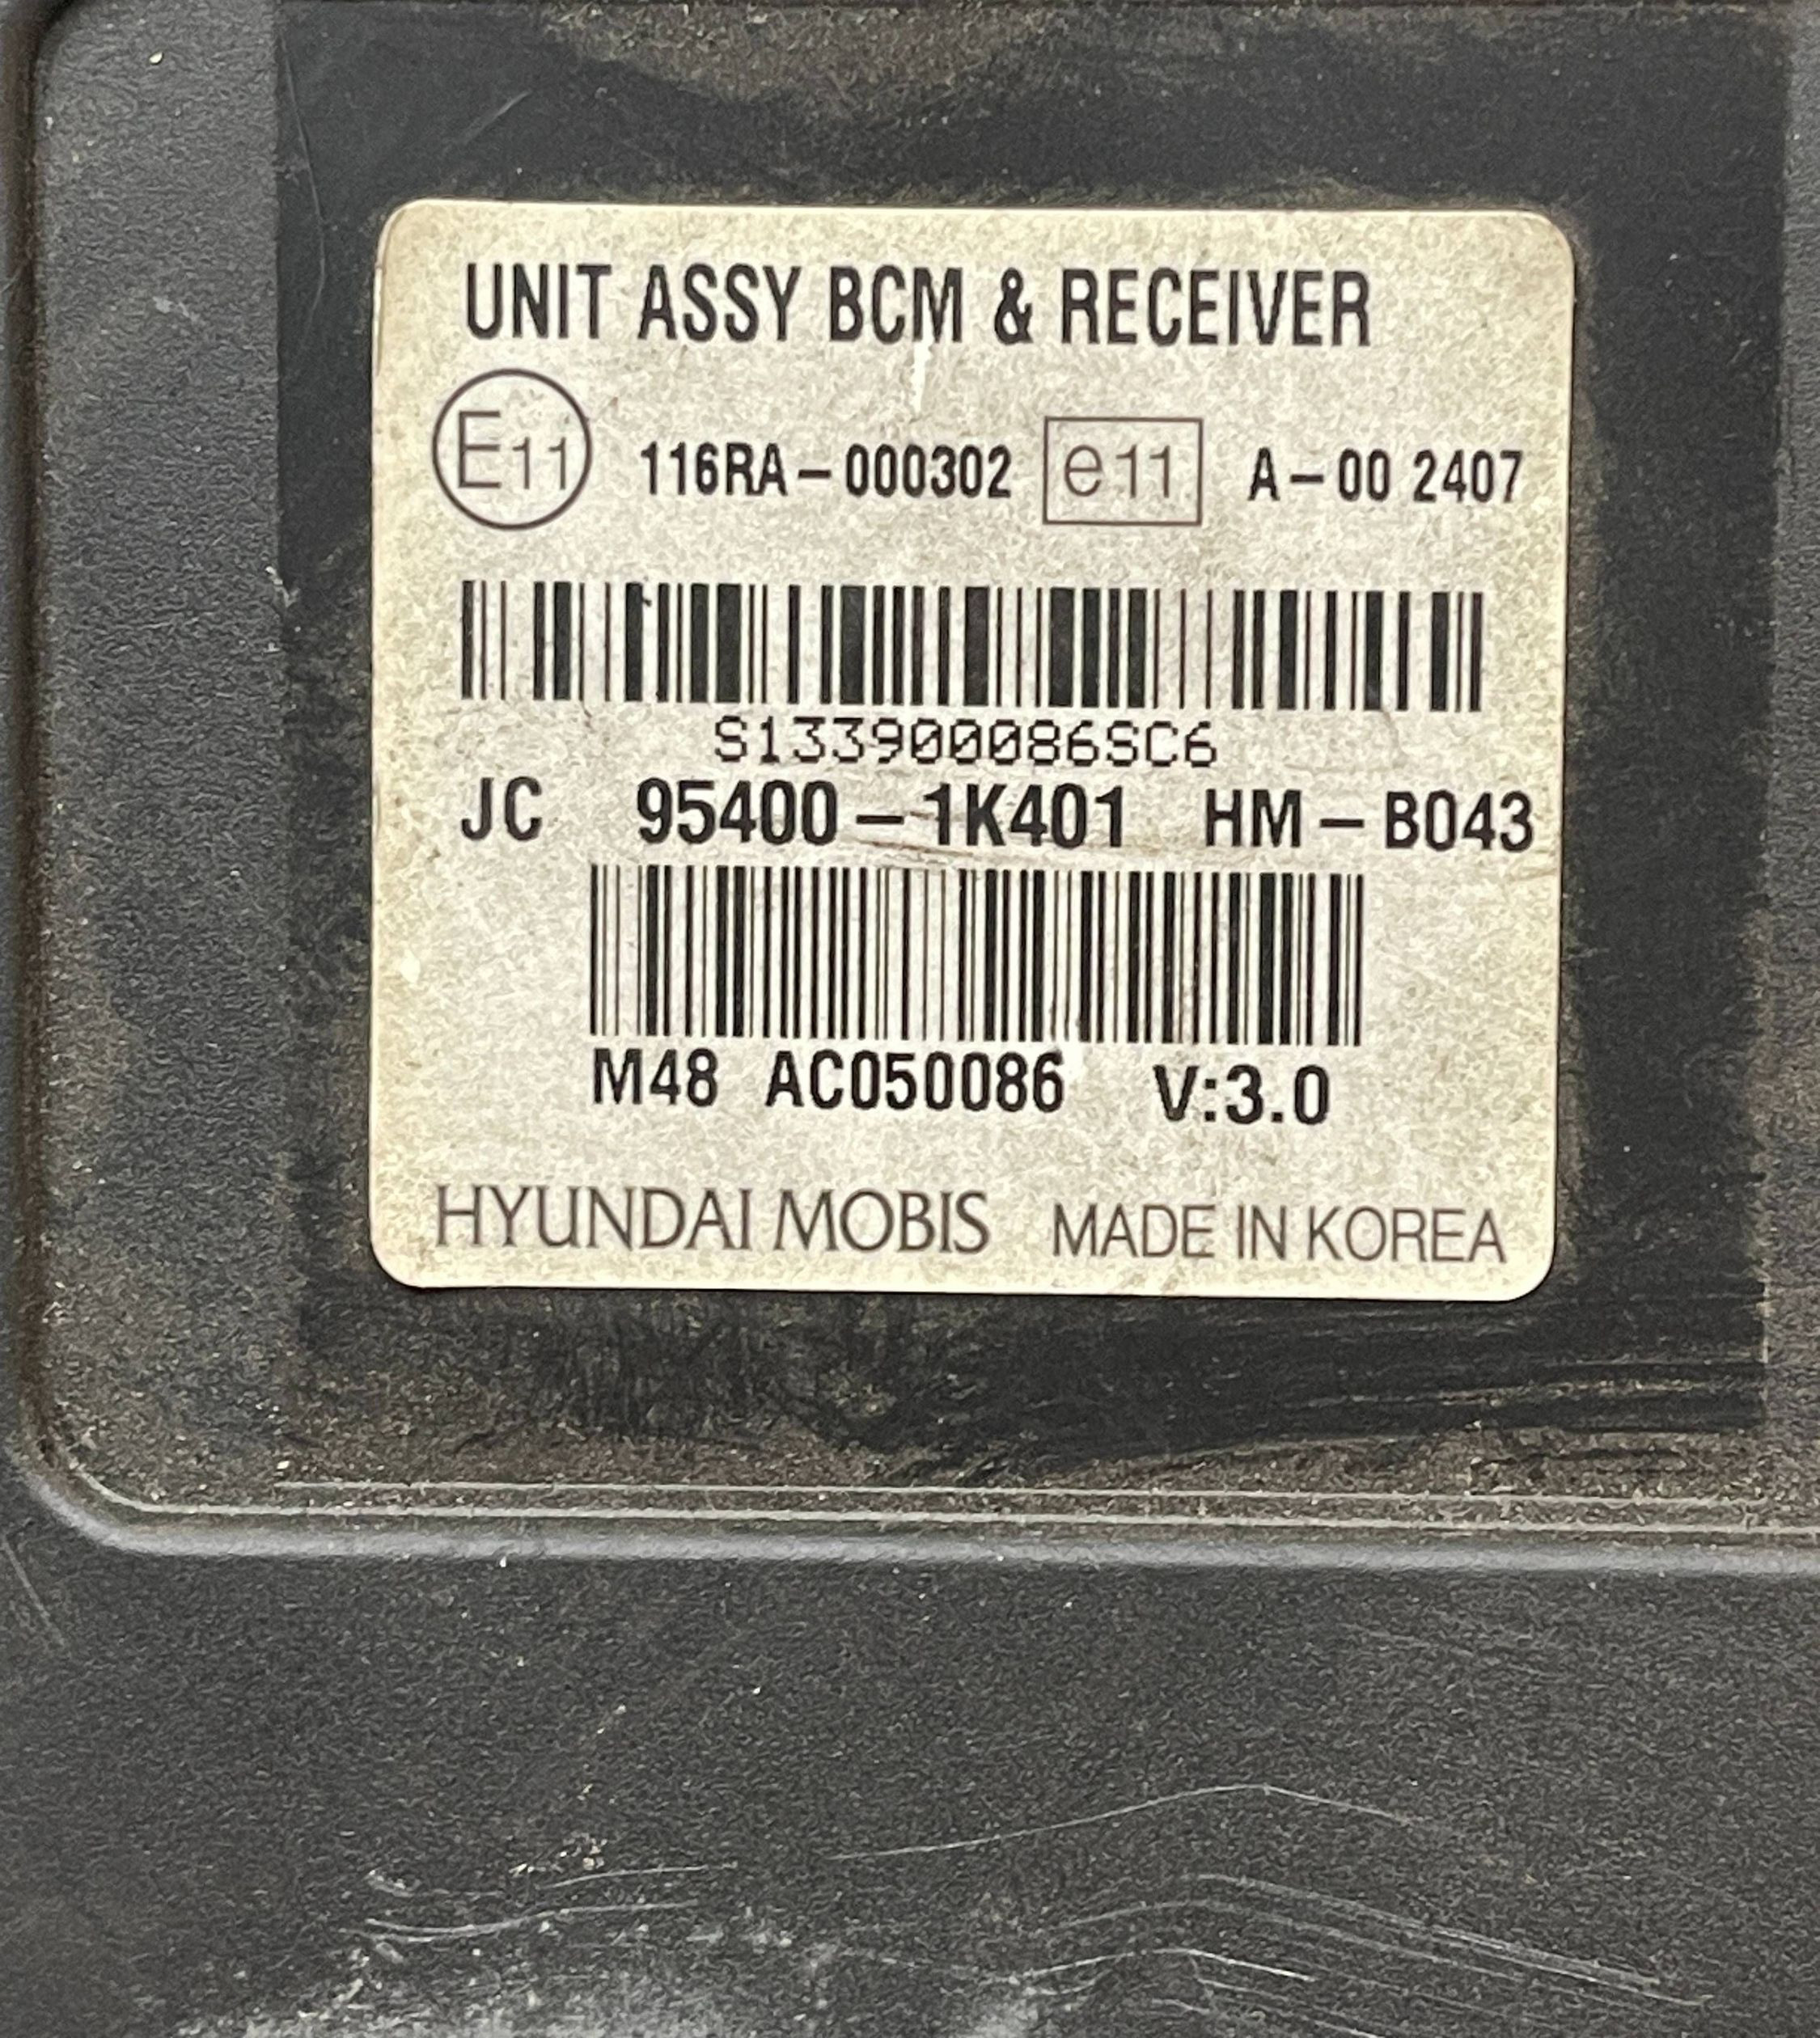 UNIT ASSY BCM & RECEIVER
E11 116RA-000302 e11 A-00 2407
S133900086SC6
JC 95400-1K401 HM-B043
M48 AC050086 V:3.0
HYUNDAI MOBIS MADE IN KOREA